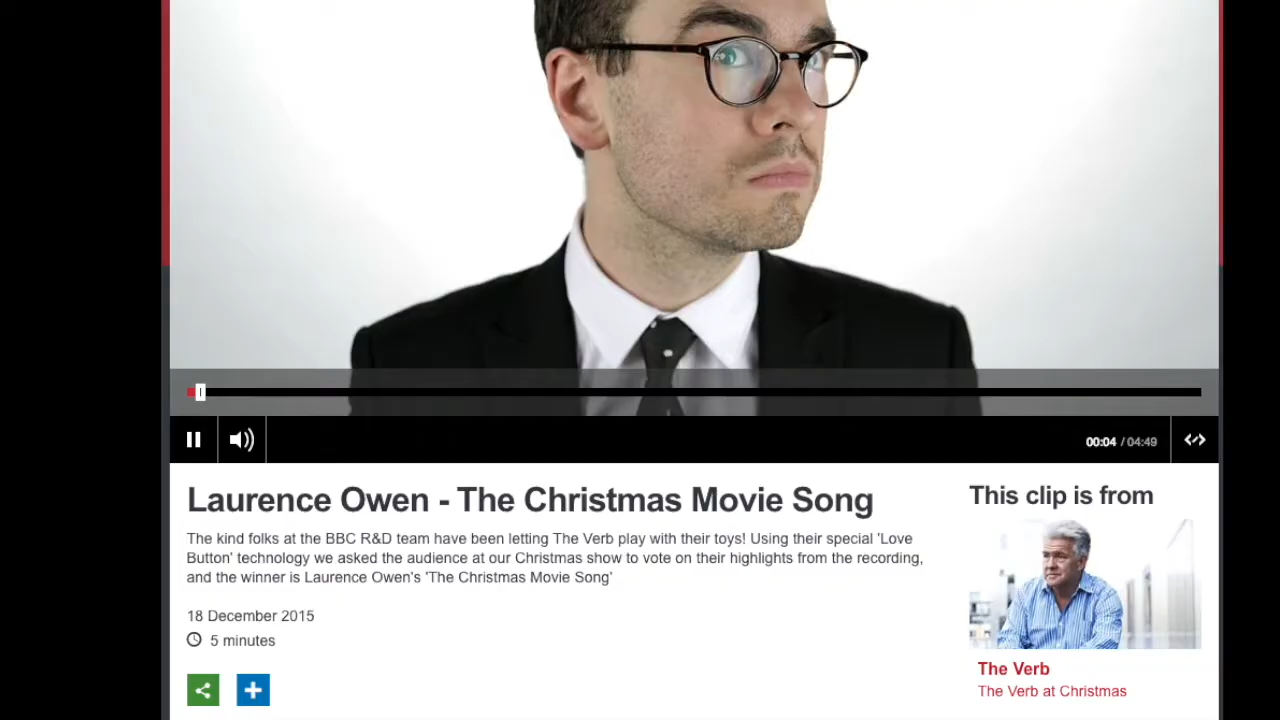 00:04 / 04:49
Laurence Owen - The Christmas Movie Song
The kind folks at the BBC R&D team have been letting The Verb play with their toys! Using their special 'Love
Button' technology we asked the audience at our Christmas show to vote on their highlights from the recording,
and the winner is Laurence Owen's 'The Christmas Movie Song'
18 December 2015
5 minutes
This clip is from
The Verb
The Verb at Christmas